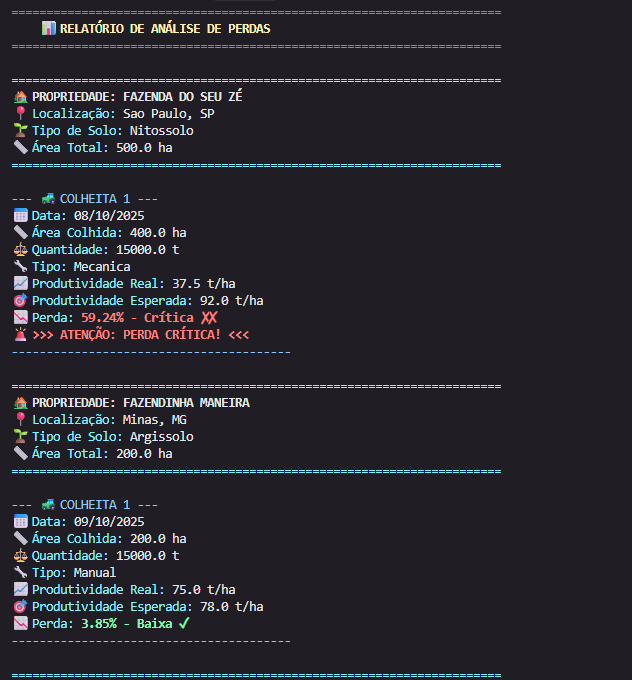 ======================================================================
📊 RELATÓRIO DE ANÁLISE DE PERDAS
======================================================================
======================================================================
🏠 PROPRIEDADE: FAZENDA DO SEU ZÉ
📍 Localização: Sao Paulo, SP
🌱 Tipo de Solo: Nitossolo
📏 Área Total: 500.0 ha
======================================================================
--- 🚜 COLHEITA 1 ---
📅 Data: 08/10/2025
📏 Área Colhida: 400.0 ha
⚖️ Quantidade: 15000.0 t
🔧 Tipo: Mecanica
📈 Produtividade Real: 37.5 t/ha
🎯 Produtividade Esperada: 92.0 t/ha
📉 Perda: 59.24% - Crítica ✗✗
🚨 >>> ATENÇÃO: PERDA CRÍTICA! <<<
----------------------------------------
======================================================================
🏠 PROPRIEDADE: FAZENDINHA MANEIRA
📍 Localização: Minas, MG
🌱 Tipo de Solo: Argissolo
📏 Área Total: 200.0 ha
======================================================================
--- 🚜 COLHEITA 1 ---
📅 Data: 09/10/2025
📏 Área Colhida: 200.0 ha
⚖️ Quantidade: 15000.0 t
🔧 Tipo: Manual
📈 Produtividade Real: 75.0 t/ha
🎯 Produtividade Esperada: 78.0 t/ha
📉 Perda: 3.85% - Baixa ✓
----------------------------------------
======================================================================